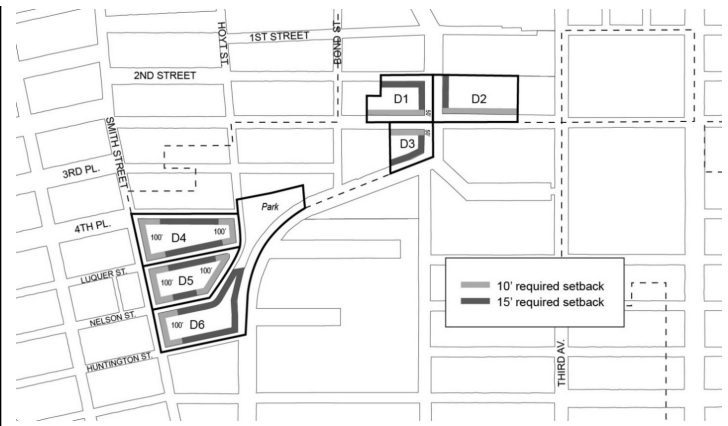 1ST STREET
HOYT ST.
BOND ST.
2ND STREET
D1
D2
50'
50'
D3
SMITH STREET
3RD PL.
Park
4TH PL.
100'
D4
100'
100'
D5
100'
LUQUER ST.
NELSON ST.
100'
D6
HUNTINGTON ST.
10' required setback
15' required setback
THIRD AV.